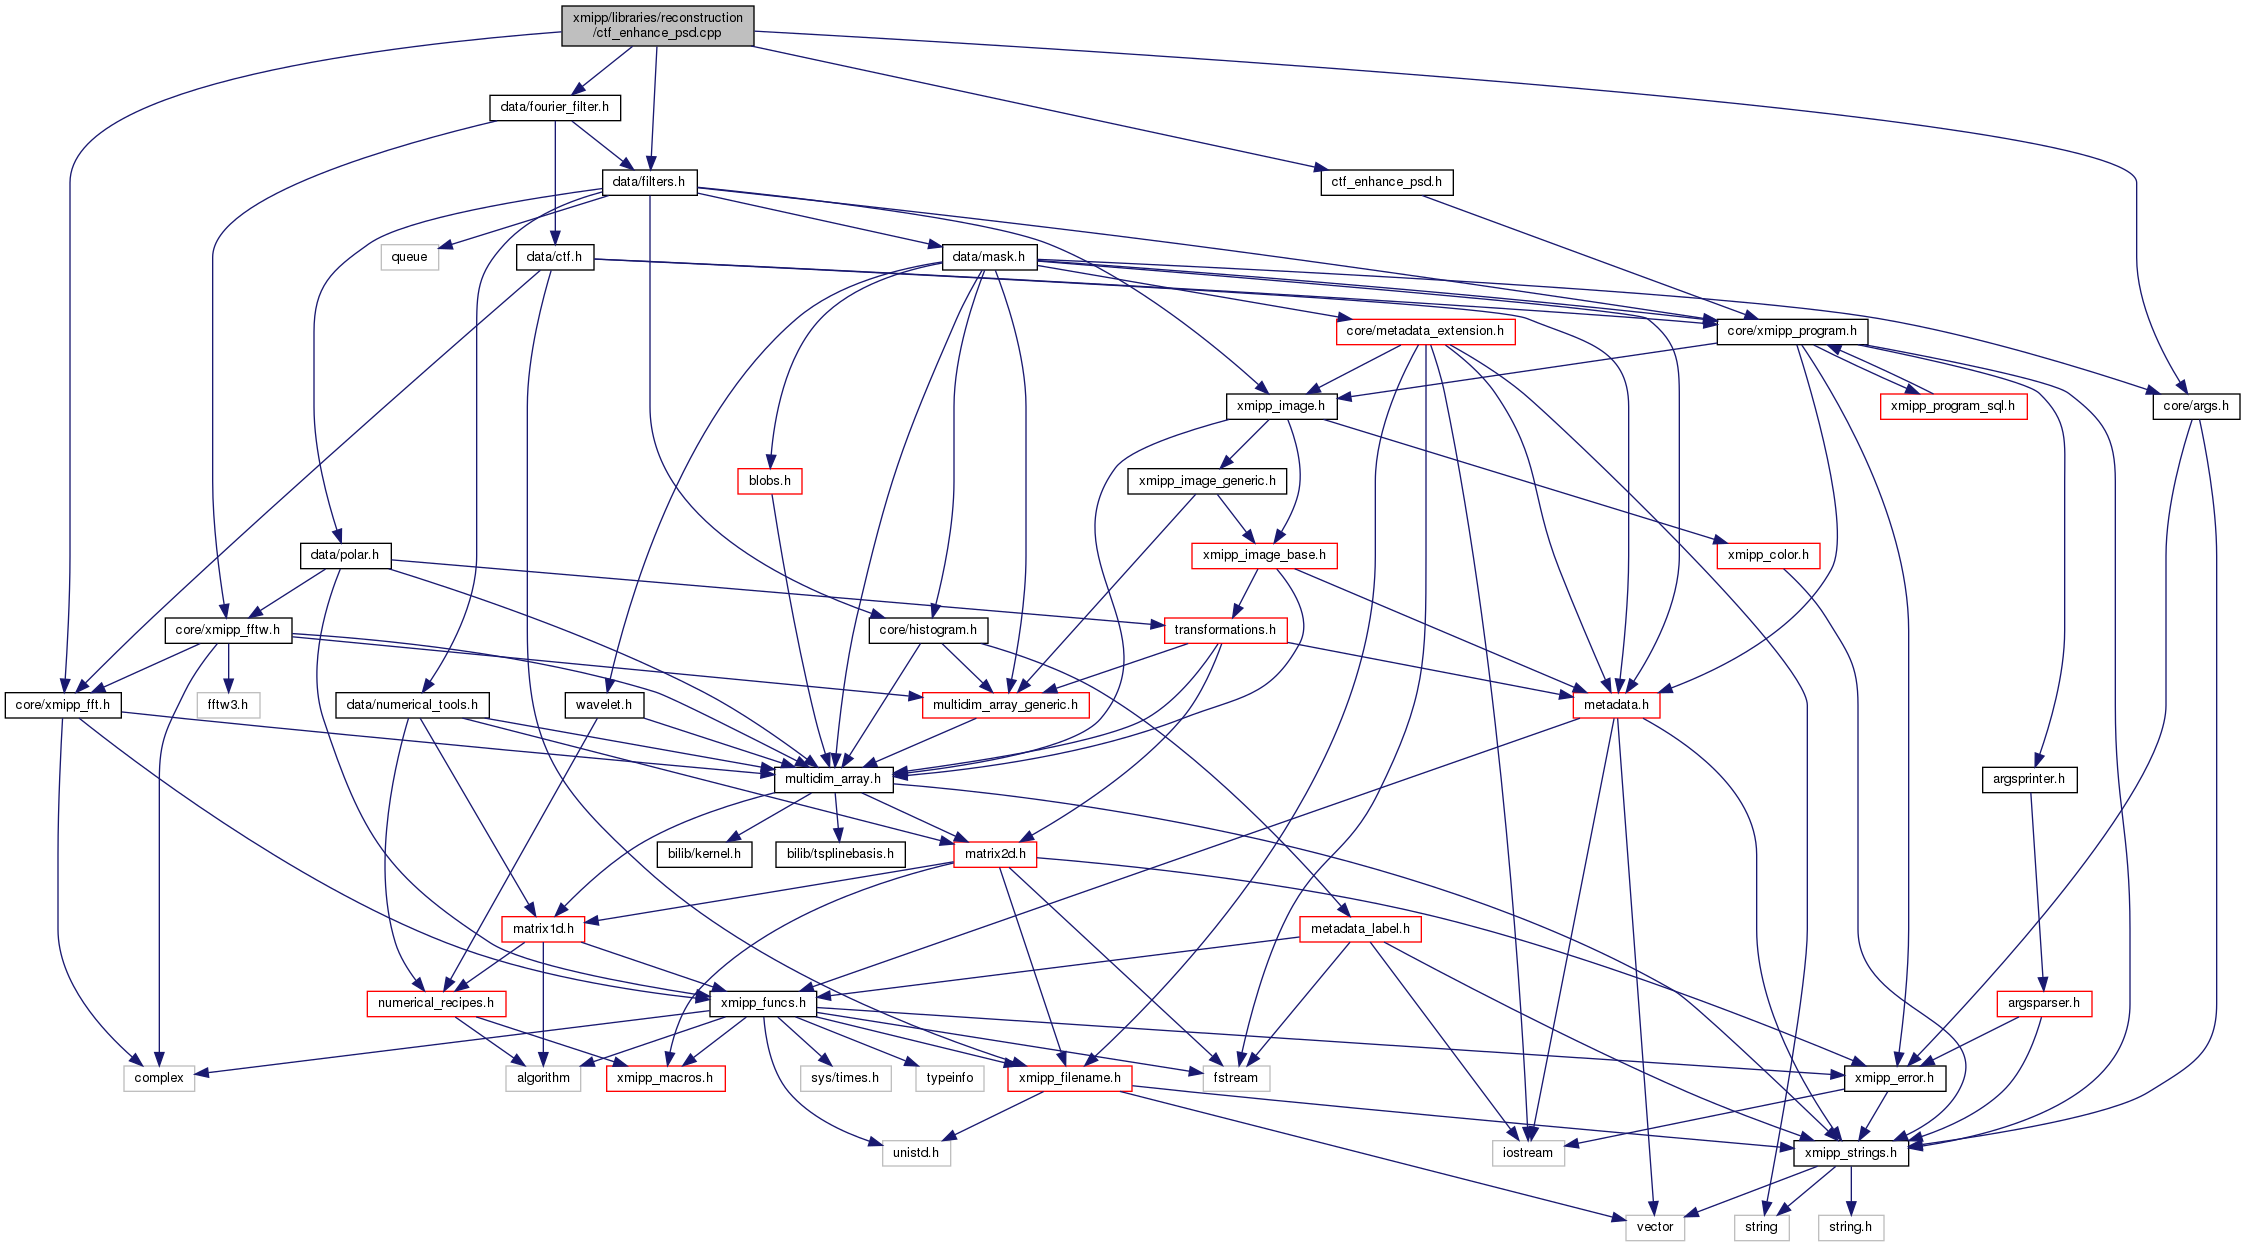 xmipp/libraries/reconstruction
/ctf_enhance_psd.cpp
data/fourier_filter.h
data/filters.h
ctf_enhance_psd.h
queue
data/ctf.h
data/mask.h
core/metadata_extension.h
core/xmipp_program.h
xmipp_image.h
xmipp_program_sql.h
core/args.h
blobs.h
xmipp_image_generic.h
data/polar.h
xmipp_image_base.h
xmipp_color.h
core/xmipp_fftw.h
core/histogram.h
transformations.h
core/xmipp_fft.h
fftw3.h
data/numerical_tools.h
wavelet.h
multidim_array_generic.h
metadata.h
multidim_array.h
argsprinter.h
bilib/kernel.h
bilib/tsplinebasis.h
matrix2d.h
matrix1d.h
metadata_label.h
numerical_recipes.h
xmipp_funcs.h
argsparser.h
complex
algorithm
xmipp_macros.h
sys/times.h
typeinfo
xmipp_filename.h
fstream
xmipp_error.h
unistd.h
iostream
xmipp_strings.h
vector
string
string.h